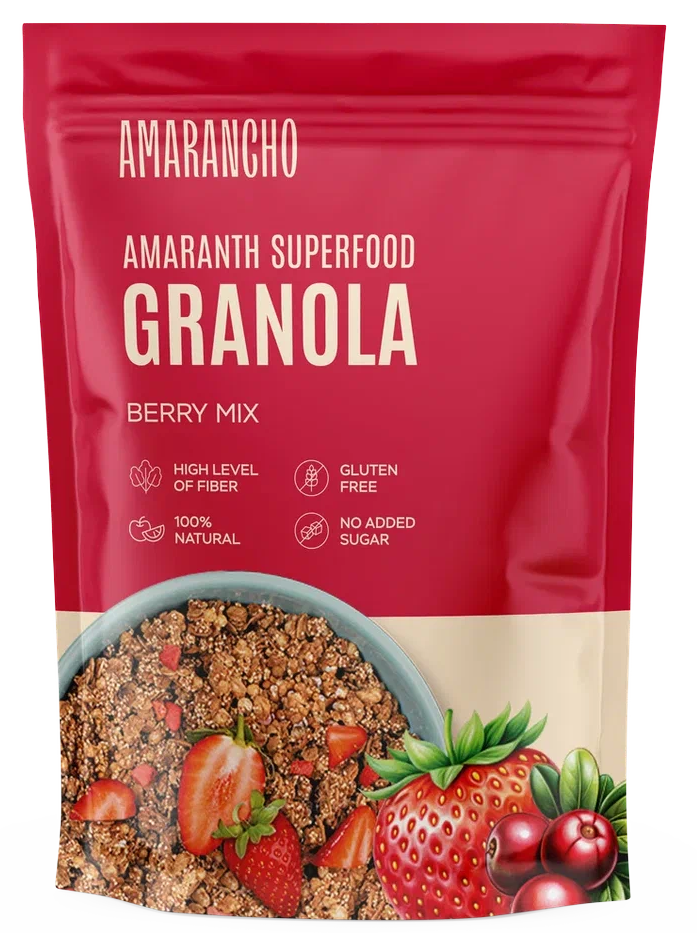 AMARANCHO
AMARANTH SUPERFOOD
GRANOLA
BERRY MIX
HIGH LEVEL
OF FIBER
GLUTEN
FREE
100%
NATURAL
NO ADDED
SUGAR